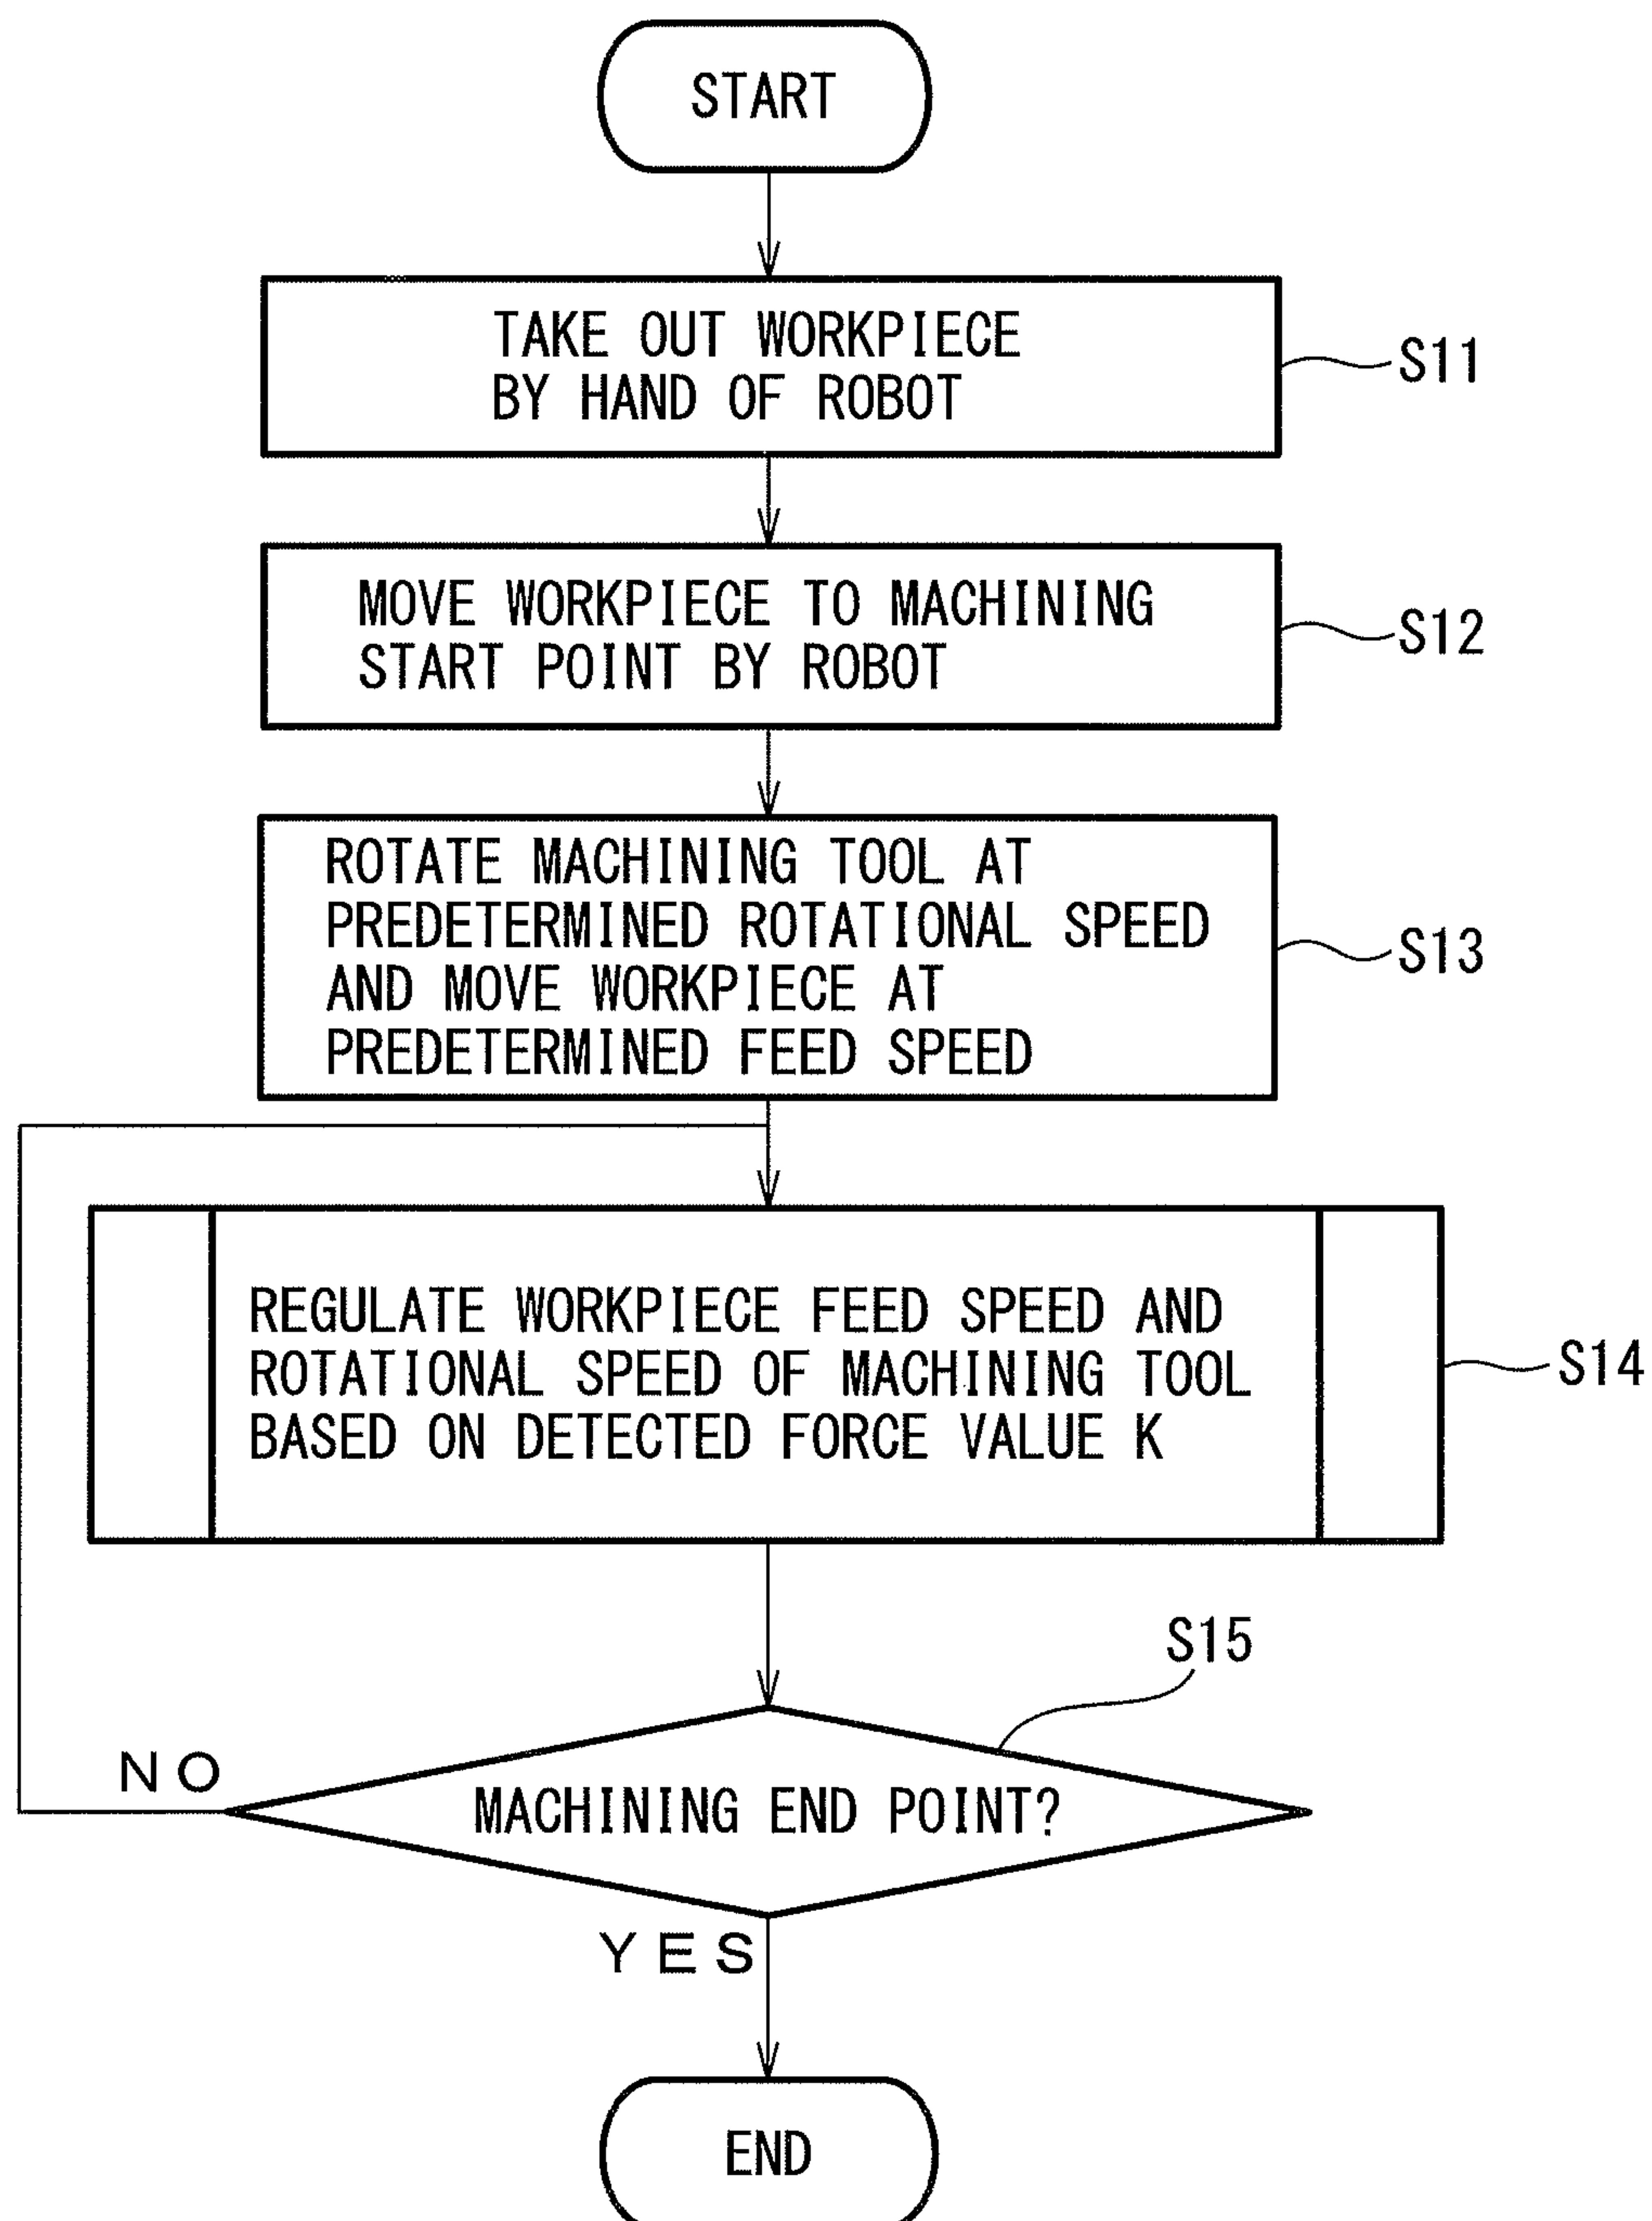 START
TAKE OUT WORKPIECE
BY HAND OF ROBOT
S11
MOVE WORKPIECE TO MACHINING
START POINT BY ROBOT
S12
ROTATE MACHINING TOOL AT
PREDETERMINED ROTATIONAL SPEED
AND MOVE WORKPIECE AT
PREDETERMINED FEED SPEED
S13
REGULATE WORKPIECE FEED SPEED AND
ROTATIONAL SPEED OF MACHINING TOOL
BASED ON DETECTED FORCE VALUE K
S14
S15
NO
MACHINING END POINT?
YES
END